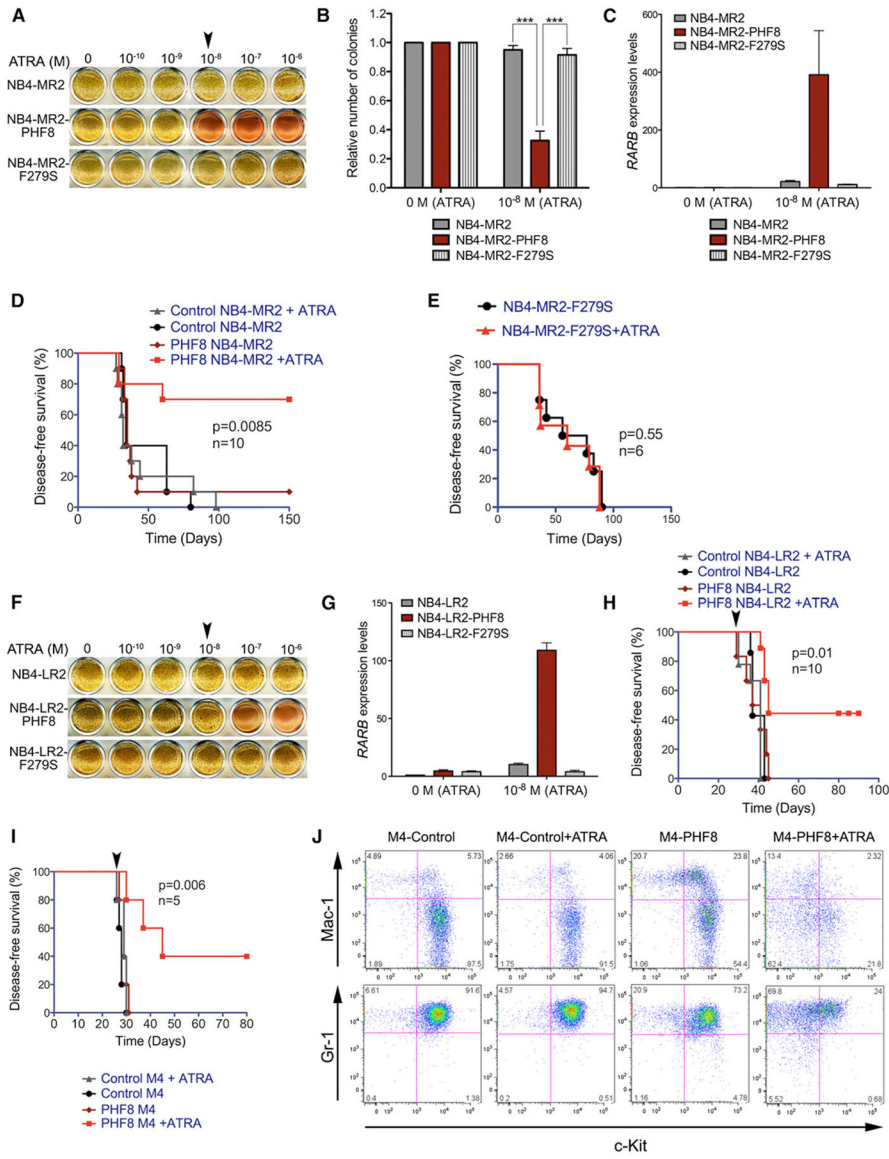 A
ATRA (M) 0 10⁻¹⁰ 10⁻⁹ 10⁻⁸ 10⁻⁷ 10⁻⁶
NB4-MR2
NB4-MR2-
PHF8
NB4-MR2-
F279S
B
Relative number of colonies
1.2
1.0
0.8
0.6
0.4
0.2
0.0
*** ***
0 M (ATRA) 10⁻⁸ M (ATRA)
NB4-MR2
NB4-MR2-PHF8
NB4-MR2-F279S
C
NB4-MR2
NB4-MR2-PHF8
NB4-MR2-F279S
RARB expression levels
600
400
200
0
0 M (ATRA) 10⁻⁸ M (ATRA)
NB4-MR2
NB4-MR2-PHF8
NB4-MR2-F279S
D
Control NB4-MR2 + ATRA
Control NB4-MR2
PHF8 NB4-MR2
PHF8 NB4-MR2 +ATRA
Disease-free survival (%)
100
80
60
40
20
0
p=0.0085
n=10
0 50 100 150
Time (Days)
E
NB4-MR2-F279S
NB4-MR2-F279S+ATRA
Disease-free survival (%)
100
80
60
40
20
0
p=0.55
n=6
0 50 100 150
Time (Days)
F
ATRA (M) 0 10⁻¹⁰ 10⁻⁹ 10⁻⁸ 10⁻⁷ 10⁻⁶
NB4-LR2
NB4-LR2-
PHF8
NB4-LR2-
F279S
G
NB4-LR2
NB4-LR2-PHF8
NB4-LR2-F279S
RARB expression levels
150
100
50
0
0 M (ATRA) 10⁻⁸ M (ATRA)
H
Control NB4-LR2 + ATRA
Control NB4-LR2
PHF8 NB4-LR2
PHF8 NB4-LR2 +ATRA
Disease-free survival (%)
100
80
60
40
20
0
p=0.01
n=10
0 20 40 60 80 100
Time (Days)
I
Disease-free survival (%)
100
80
60
40
20
0
p=0.006
n=5
0 10 20 30 40 50 60 70 80
Time (Days)
Control M4 + ATRA
Control M4
PHF8 M4
PHF8 M4 +ATRA
J
M4-Control M4-Control+ATRA M4-PHF8 M4-PHF8+ATRA
Mac-1
4.89 5.73 2.66 4.06 20.7 23.8 13.4 2.32
1.89 87.5 1.75 91.5 1.06 54.4 62.4 21.8
Gr-1
6.61 91.6 4.57 94.7 20.9 73.2 69.8 24
0.4 1.38 0.2 0.51 1.16 4.78 5.52 0.68
c-Kit